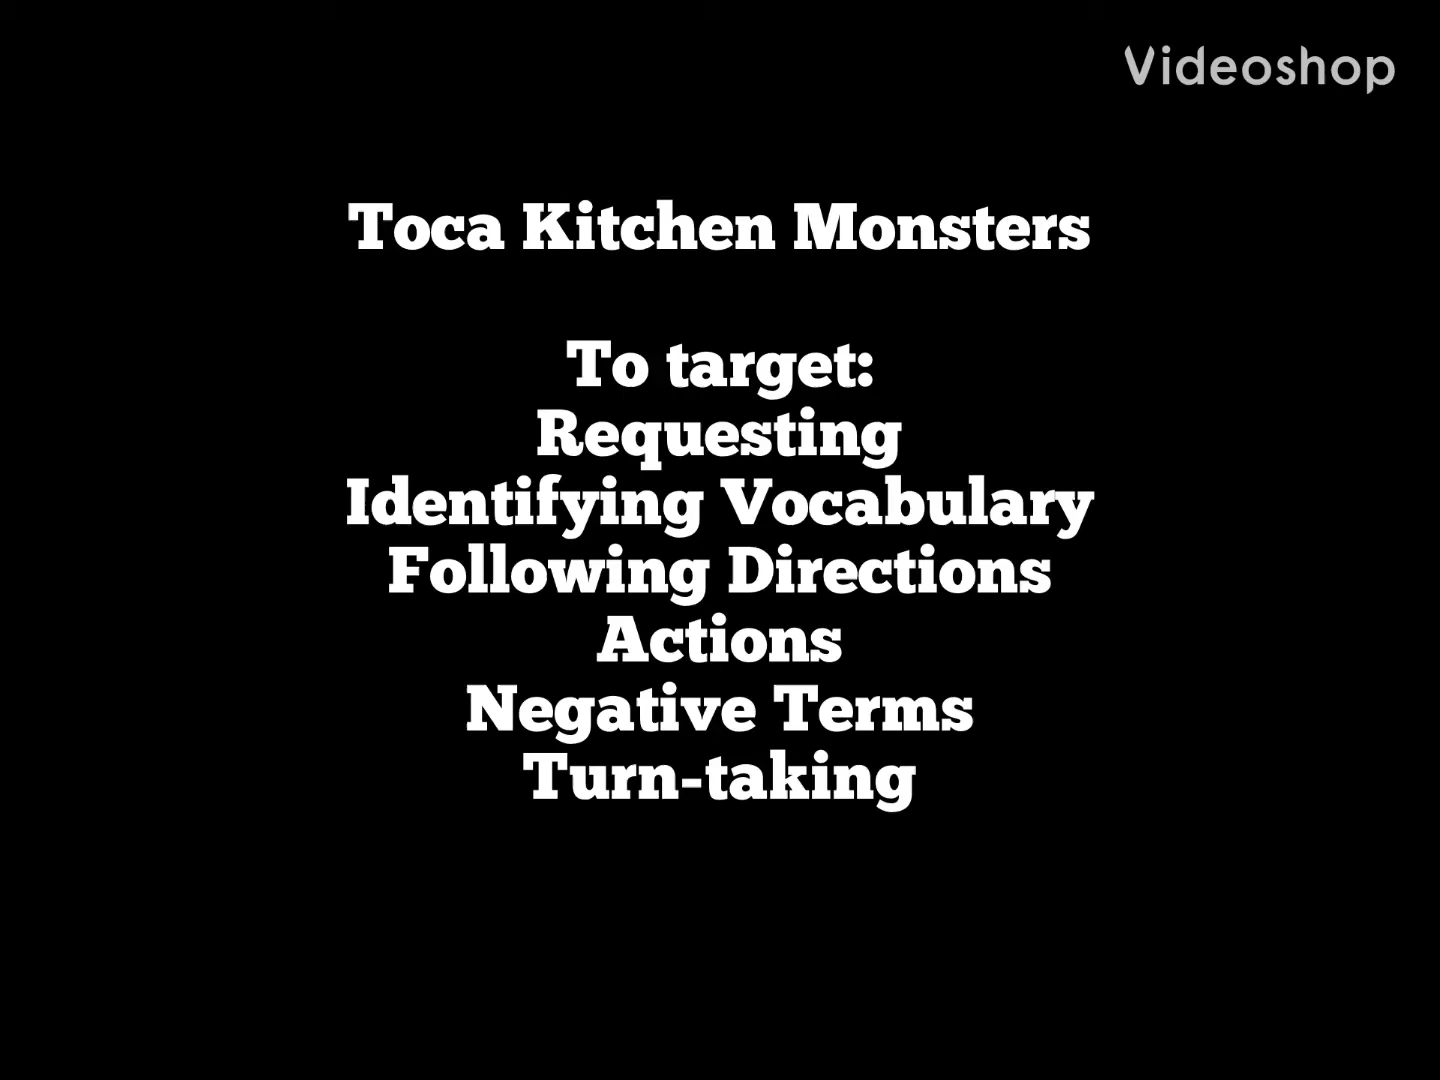 Videoshop
Toca Kitchen Monsters
To target:
Requesting
Identifying Vocabulary
Following Directions
Actions
Negative Terms
Turn-taking